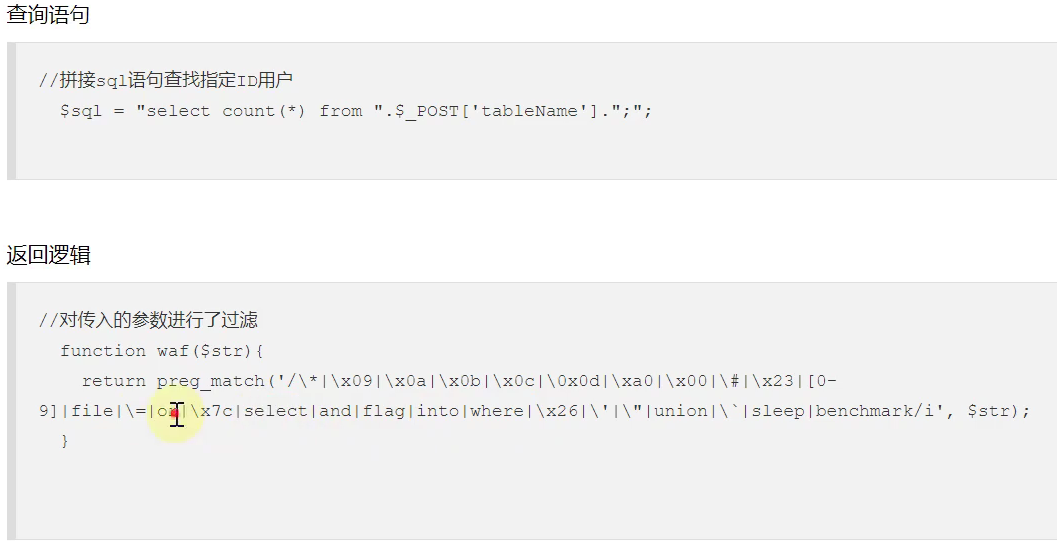 查询语句
//拼接sql语句查找指定ID用户
$sql = "select count(*) from ".$_POST['tableName'].";";
返回逻辑
//对传入的参数进行了过滤
function waf($str){
return preg_match('/\*|\x09|\x0a|\x0b|\x0c|\0x0d|\xa0|\x00|\#|\x23|[0-
9]|file|\=|or|\x7c|select|and|flag|into|where|\x26|\'|\"|union|\`|sleep|benchmark/i', $str);
}